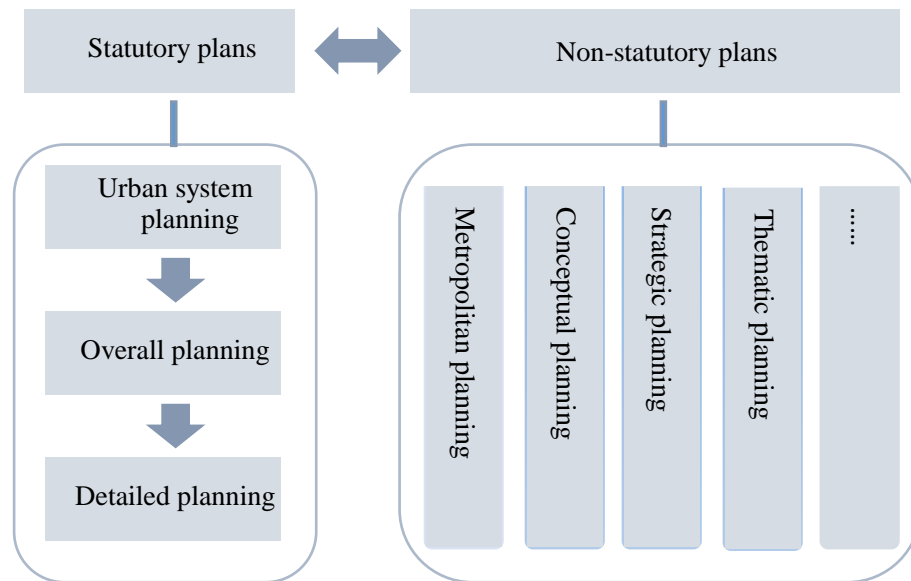 Statutory plans
Non-statutory plans
Urban system
planning
Overall planning
Detailed planning
Metropolitan planning
Conceptual planning
Strategic planning
Thematic planning
......